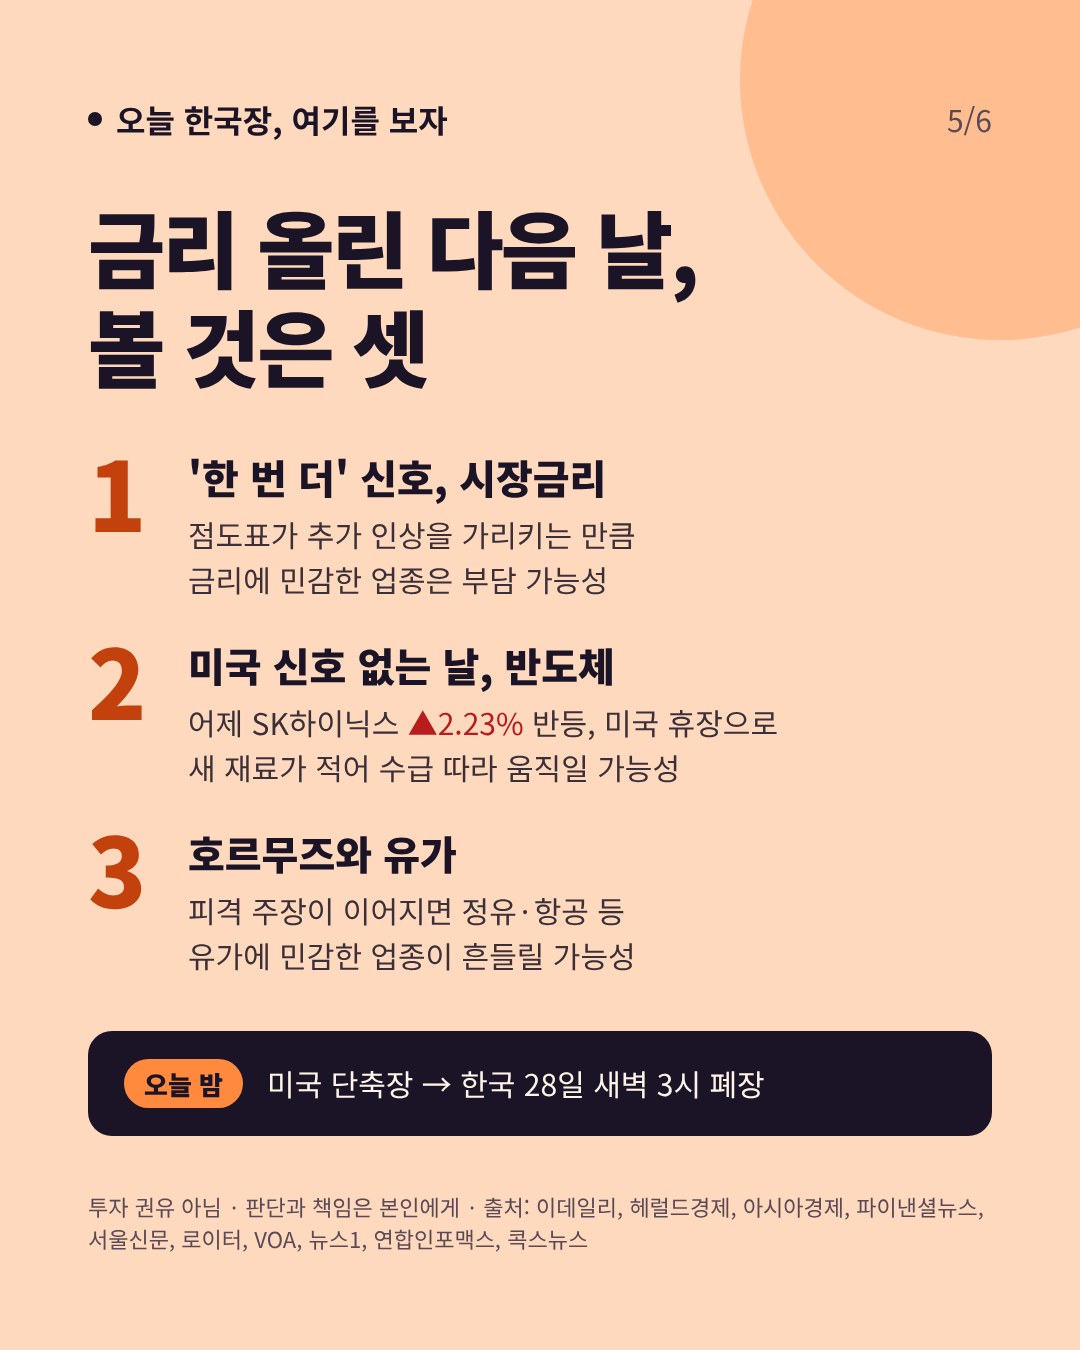 • 오늘 한국장, 여기를 보자
5/6
금리 올린 다음 날,
볼 것은 셋
1
'한 번 더' 신호, 시장금리
점도표가 추가 인상을 가리키는 만큼
금리에 민감한 업종은 부담 가능성
2
미국 신호 없는 날, 반도체
어제 SK하이닉스 ▲2.23% 반등, 미국 휴장으로
새 재료가 적어 수급 따라 움직일 가능성
3
호르무즈와 유가
피격 주장이 이어지면 정유·항공 등
유가에 민감한 업종이 흔들릴 가능성
오늘 밤 미국 단축장 → 한국 28일 새벽 3시 폐장
투자 권유 아님 · 판단과 책임은 본인에게 · 출처: 이데일리, 헤럴드경제, 아시아경제, 파이낸셜뉴스,
서울신문, 로이터, VOA, 뉴스1, 연합인포맥스, 콕스뉴스